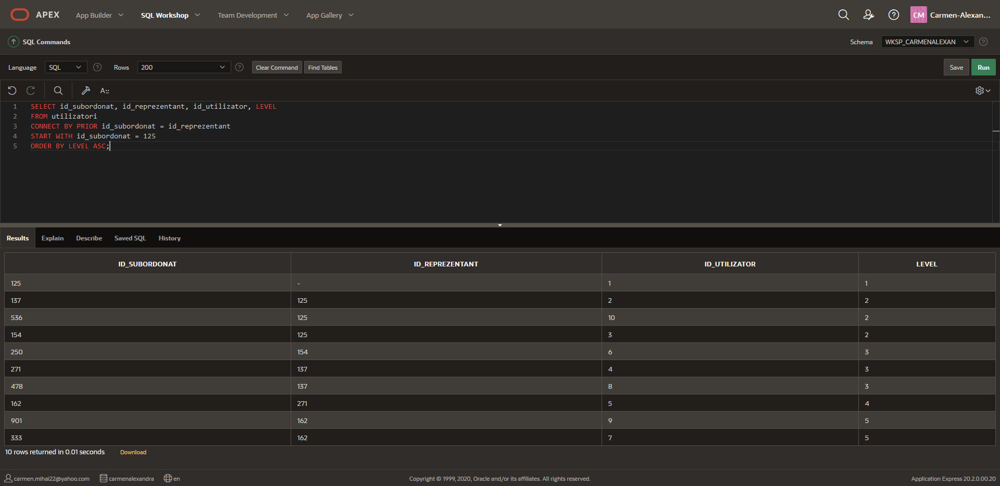 APEX App Builder SQL Workshop Team Development App Gallery CM Carmen-Alexan...
SQL Commands Schema WKSP_CARMENALEXAN
Language SQL Rows 200 Clear Command Find Tables Save Run
A::
1 SELECT id_subordonat, id_reprezentant, id_utilizator, LEVEL
2 FROM utilizatori
3 CONNECT BY PRIOR id_subordonat = id_reprezentant
4 START WITH id_subordonat = 125
5 ORDER BY LEVEL ASC;
Results Explain Describe Saved SQL History
ID_SUBORDONAT ID_REPREZENTANT ID_UTILIZATOR LEVEL
125 - 1 1
137 125 2 2
536 125 10 2
154 125 3 2
250 154 6 3
271 137 4 3
478 137 8 3
162 271 5 4
901 162 9 5
333 162 7 5
10 rows returned in 0.01 seconds Download
carmen.mihai22@yahoo.com carmenalexandra en Copyright © 1999, 2020, Oracle and/or its affiliates. All rights reserved. Application Express 20.2.0.00.20